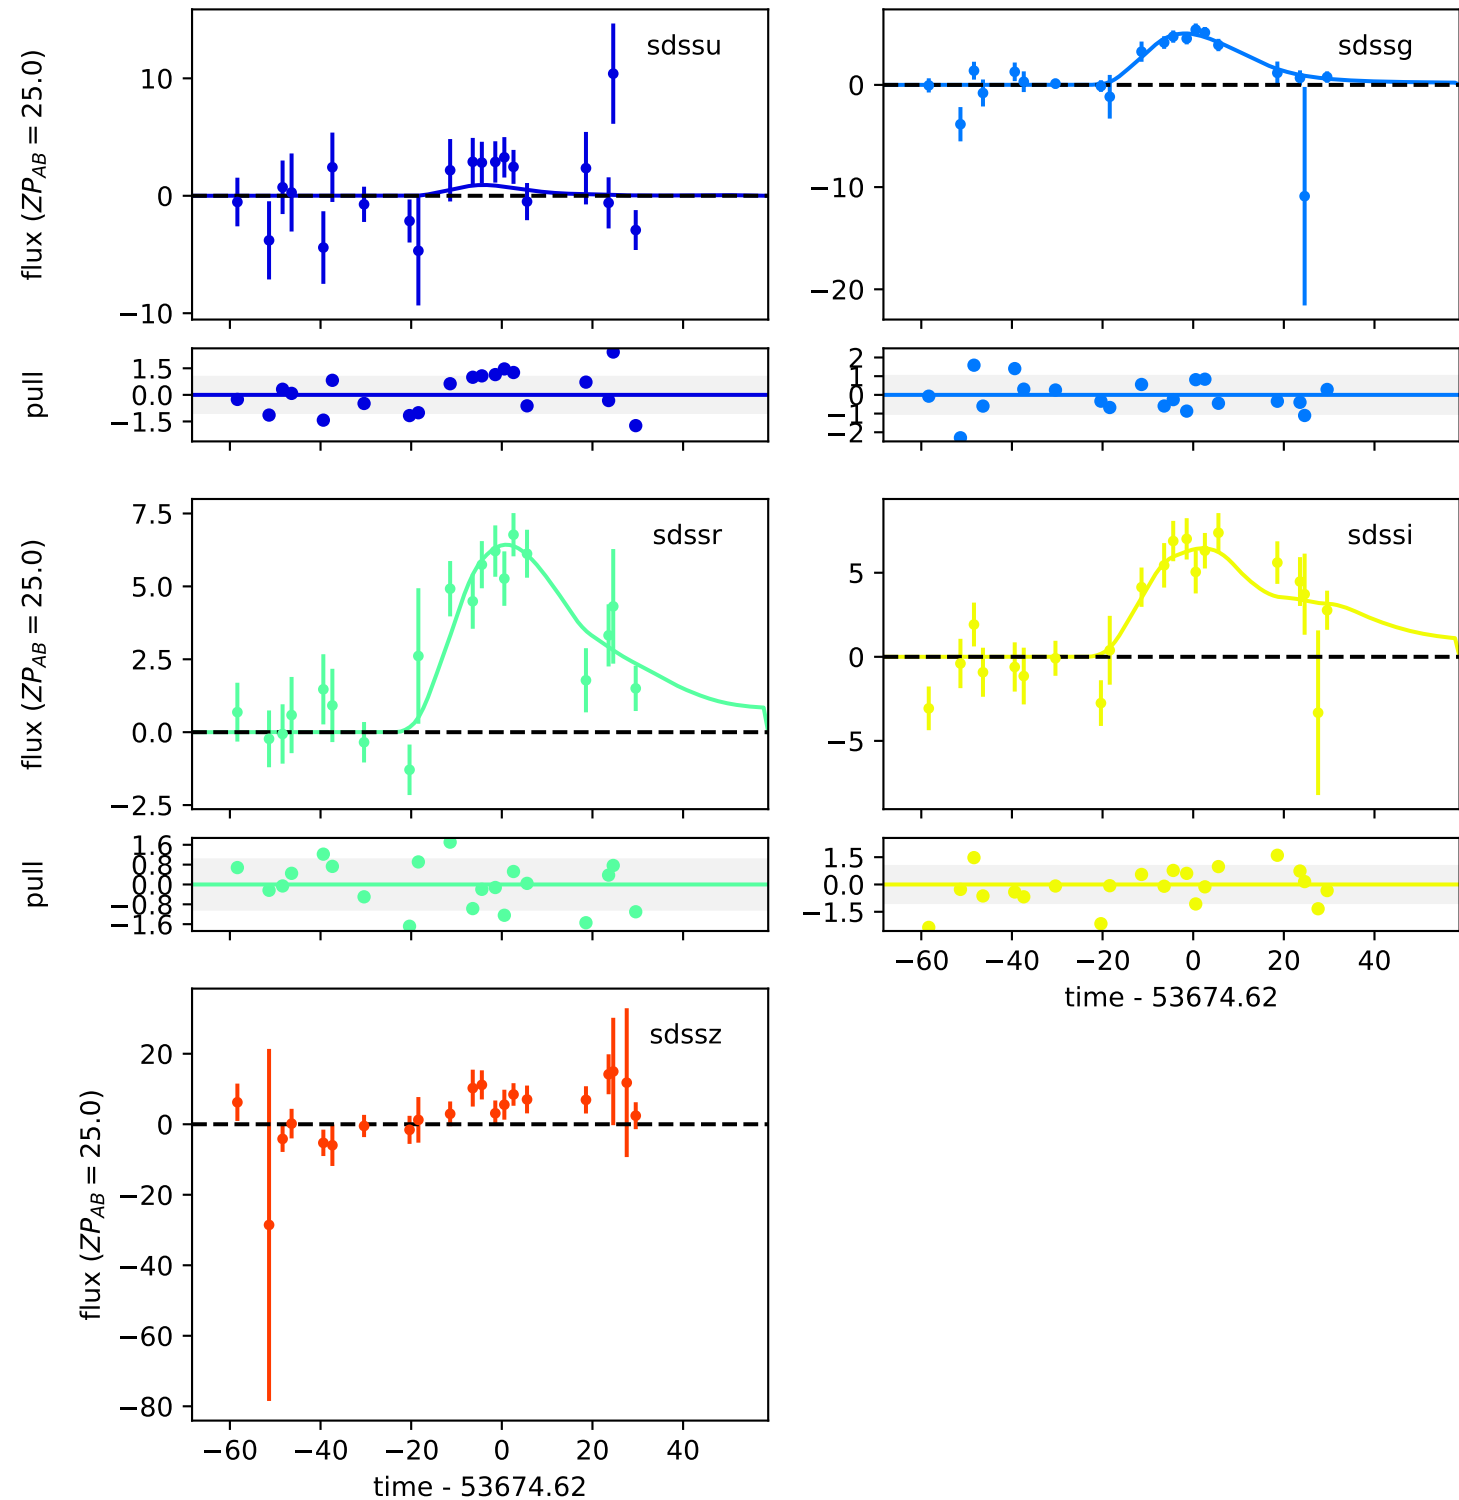 sdssu
flux (ZP_AB = 25.0)
10
0
−10
sdssg
0
−10
−20
pull
1.5
0.0
−1.5
2
1
0
−1
−2
sdssr
flux (ZP_AB = 25.0)
7.5
5.0
2.5
0.0
−2.5
sdssi
5
0
−5
pull
1.6
0.8
0.0
−0.8
−1.6
1.5
0.0
−1.5
−60 −40 −20 0 20 40
time - 53674.62
sdssz
flux (ZP_AB = 25.0)
20
0
−20
−40
−60
−80
−60 −40 −20 0 20 40
time - 53674.62